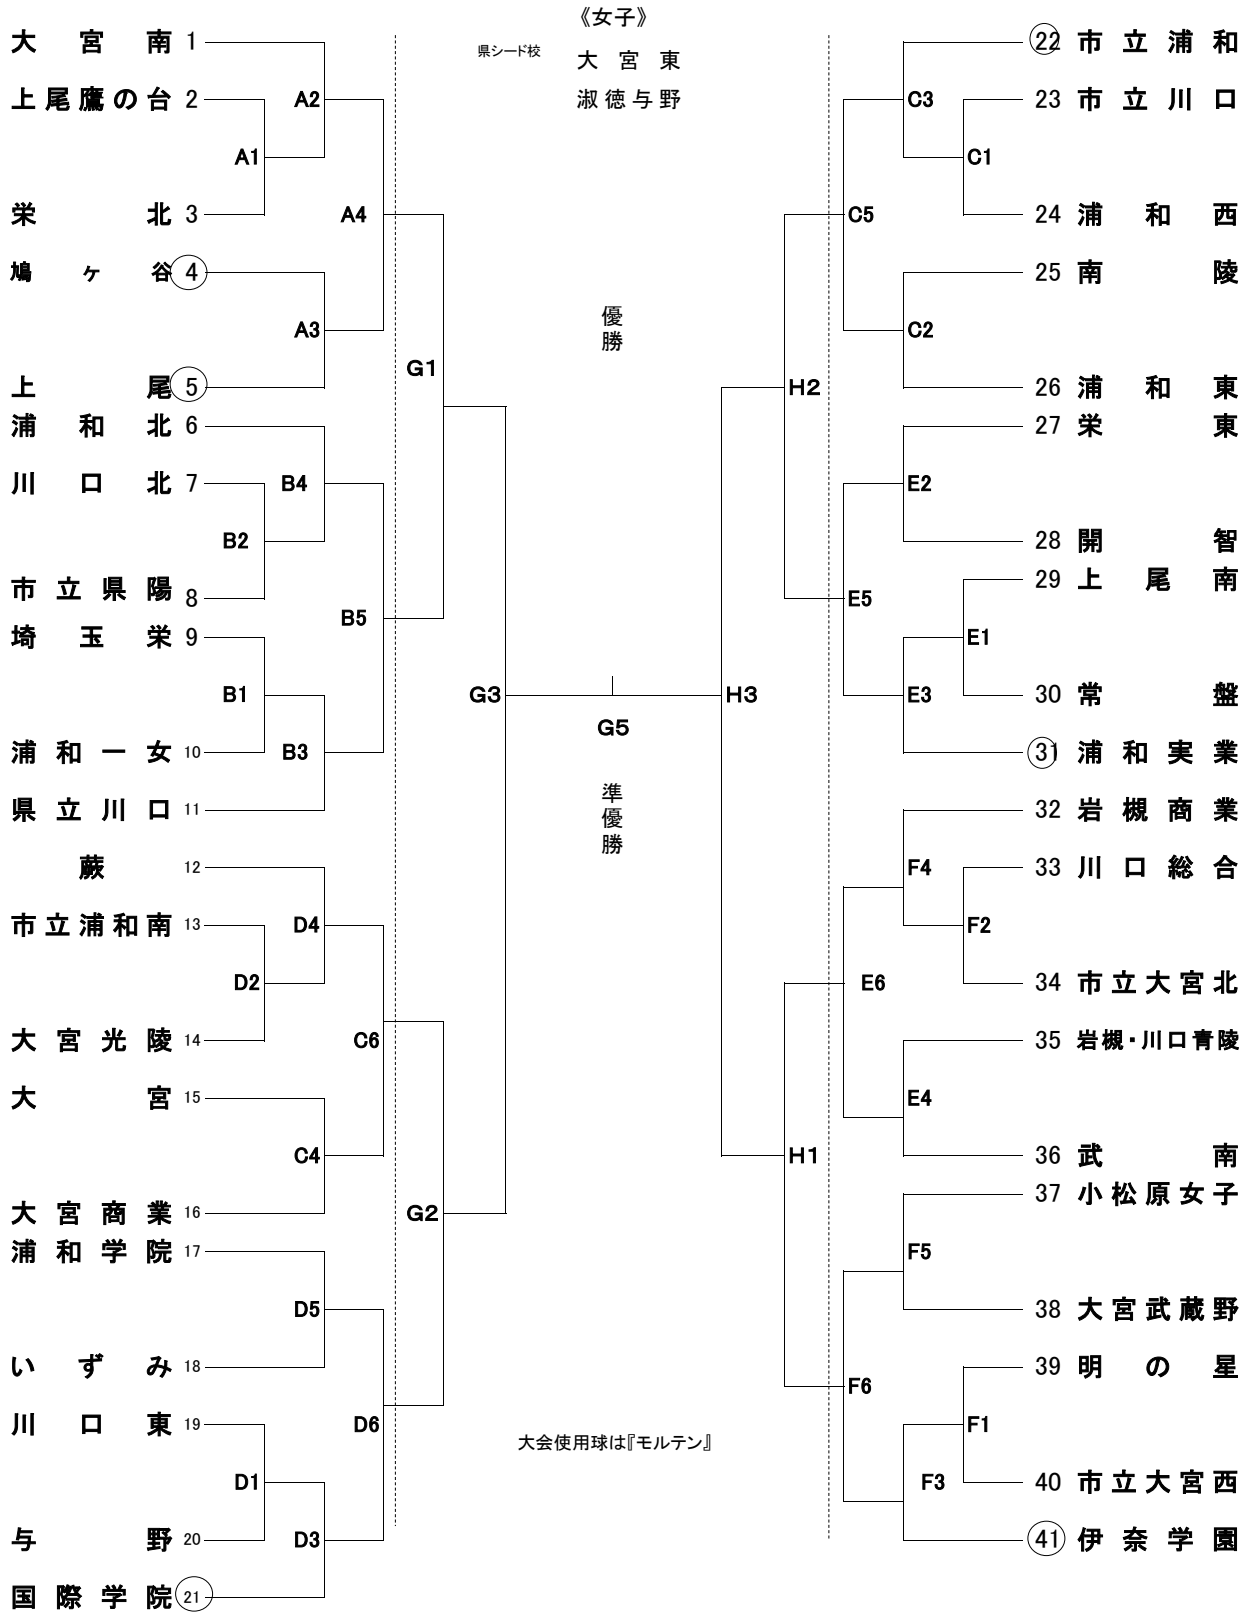 《女子》
県シード校 大宮東
淑徳与野
大宮南 1
上尾鷹の台 2
栄北 3
鳩ヶ谷 4
上尾 5
浦和北 6
川口北 7
市立県陽 8
埼玉栄 9
浦和一女 10
県立川口 11
蕨 12
市立浦和南 13
大宮光陵 14
大宮 15
大宮商業 16
浦和学院 17
いずみ 18
川口東 19
与野 20
国際学院 21
A1
A2
A3
A4
B1
B2
B3
B4
B5
D4
D2
C6
C4
D5
D6
D1
D3
G1
G2
G3
優勝
G5
準優勝
大会使用球は『モルテン』
H3
H2
H1
C3
C1
C5
C2
E2
E5
E1
E3
F4
F2
E6
E4
F5
F6
F1
F3
22 市立浦和
23 市立川口
24 浦和西
25 南陵
26 浦和東
27 栄東
28 開智
29 上尾南
30 常盤
31 浦和実業
32 岩槻商業
33 川口総合
34 市立大宮北
35 岩槻・川口青陵
36 武南
37 小松原女子
38 大宮武蔵野
39 明の星
40 市立大宮西
41 伊奈学園